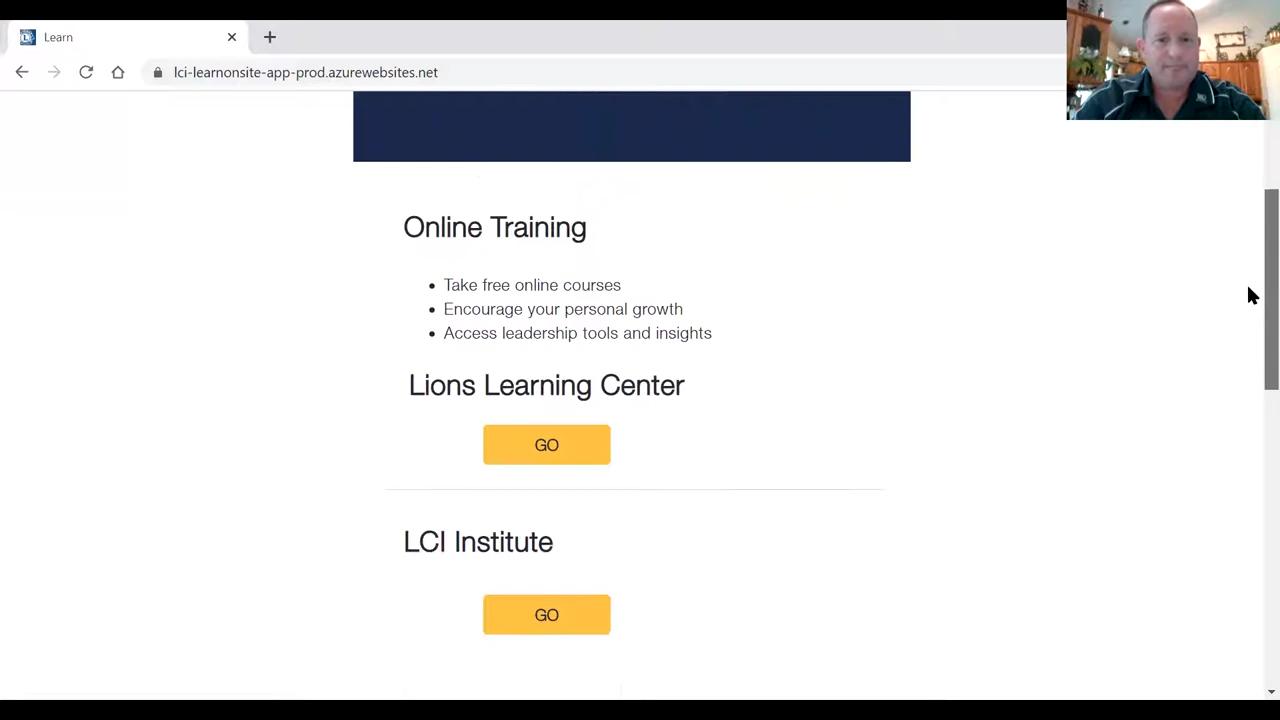 Learn
lci-learnonsite-app-prod.azurewebsites.net
Online Training
Take free online courses
Encourage your personal growth
Access leadership tools and insights
Lions Learning Center
GO
LCI Institute
GO